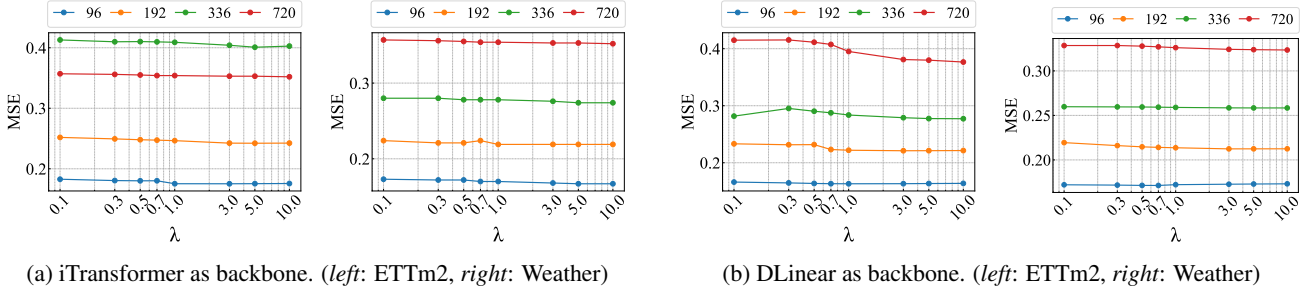 96 192 336 720
MSE
0.4
0.3
0.2
0.1 0.3 0.5 0.7 1.0 3.0 5.0 10.0
λ
96 192 336 720
0.3
0.2
0.1 0.3 0.5 0.7 1.0 3.0 5.0 10.0
λ
(a) iTransformer as backbone. (left: ETTm2, right: Weather)
96 192 336 720
MSE
0.4
0.3
0.2
0.1 0.3 0.5 0.7 1.0 3.0 5.0 10.0
λ
96 192 336 720
MSE
0.30
0.25
0.20
0.1 0.3 0.5 0.7 1.0 3.0 5.0 10.0
λ
(b) DLinear as backbone. (left: ETTm2, right: Weather)